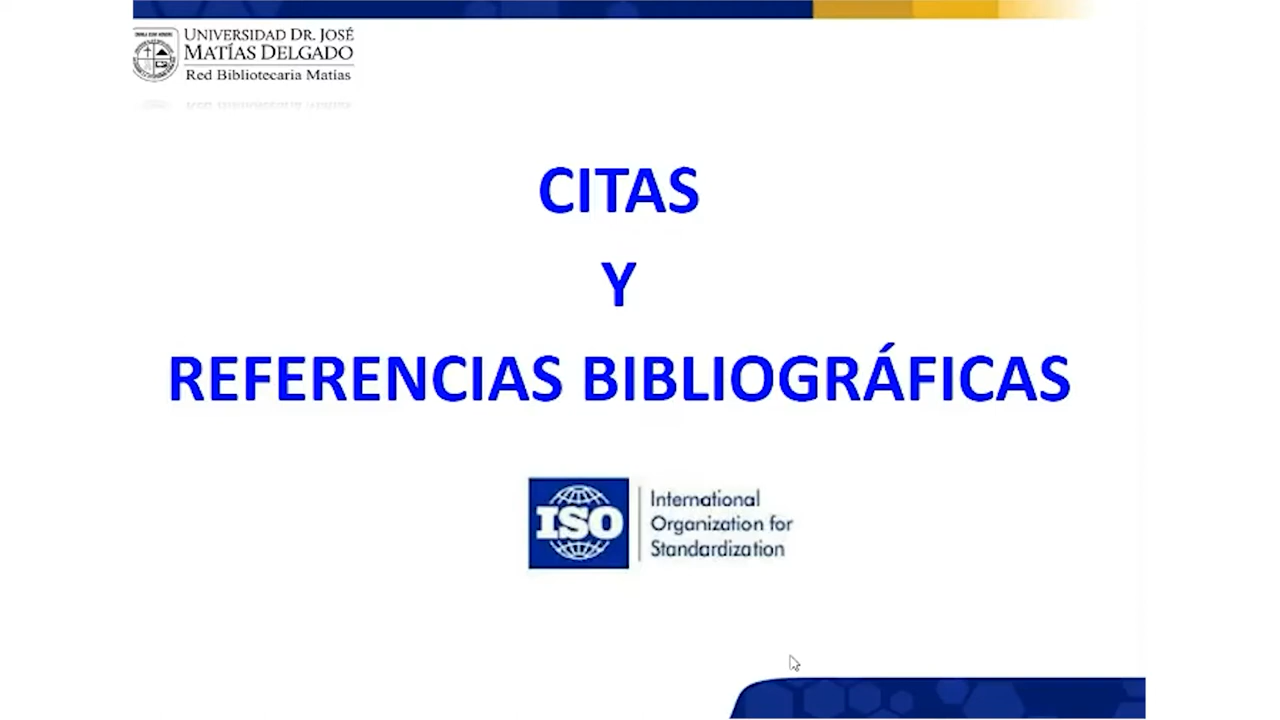 UNIVERSIDAD DR. JOSÉ
MATÍAS DELGADO
Red Bibliotecaria Matías
CITAS
Y
REFERENCIAS BIBLIOGRÁFICAS
ISO
International
Organization for
Standardization